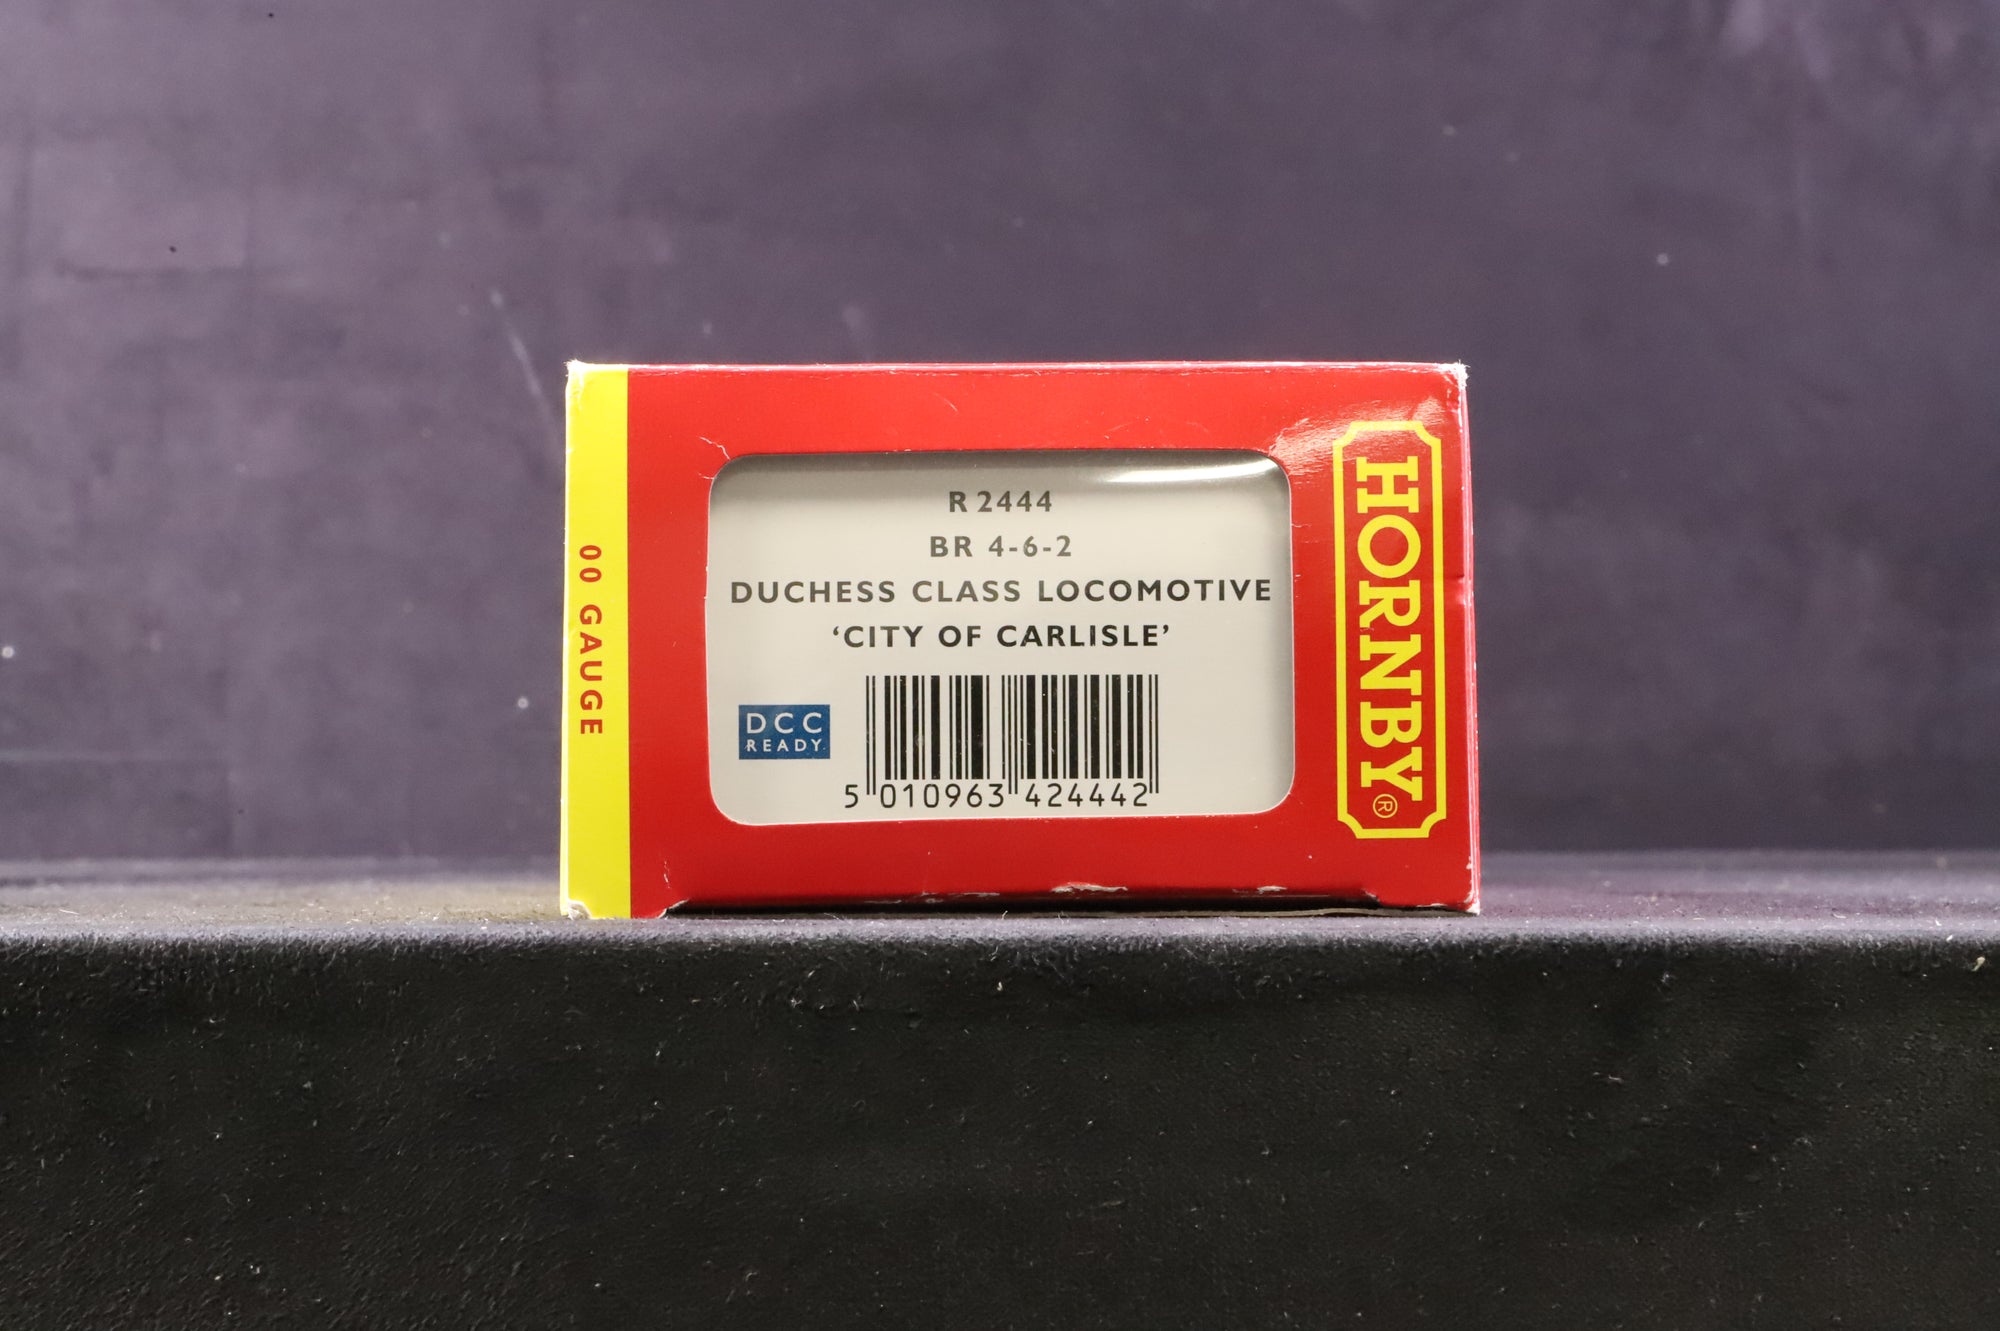 00 GAUGE
R 2444
BR 4-6-2
DUCHESS CLASS LOCOMOTIVE
‘CITY OF CARLISLE’
DCC
READY
5 010963 424442
HORNBY®